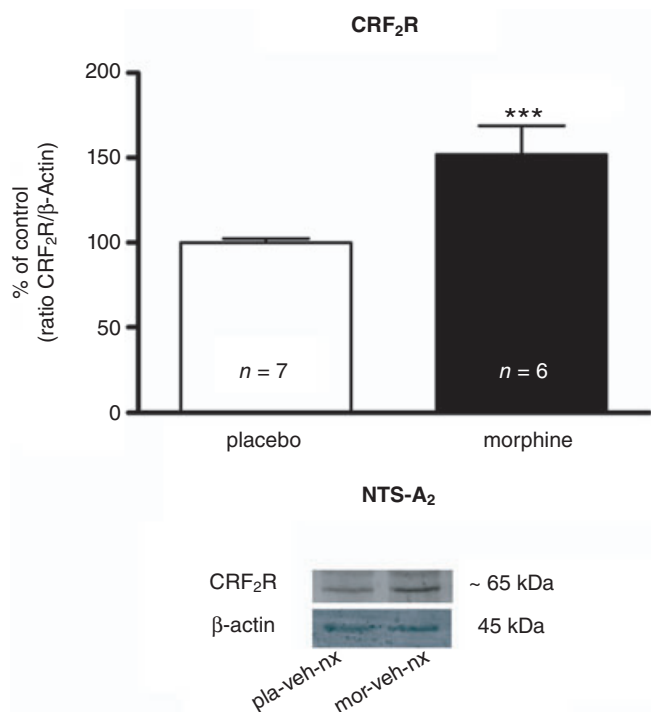 CRF₂R
200
150
100
50
0
% of control
(ratio CRF₂R/β-Actin)
***
n = 7
n = 6
placebo
morphine
NTS-A₂
CRF₂R
~ 65 kDa
β-actin
45 kDa
pla-veh-nx
mor-veh-nx